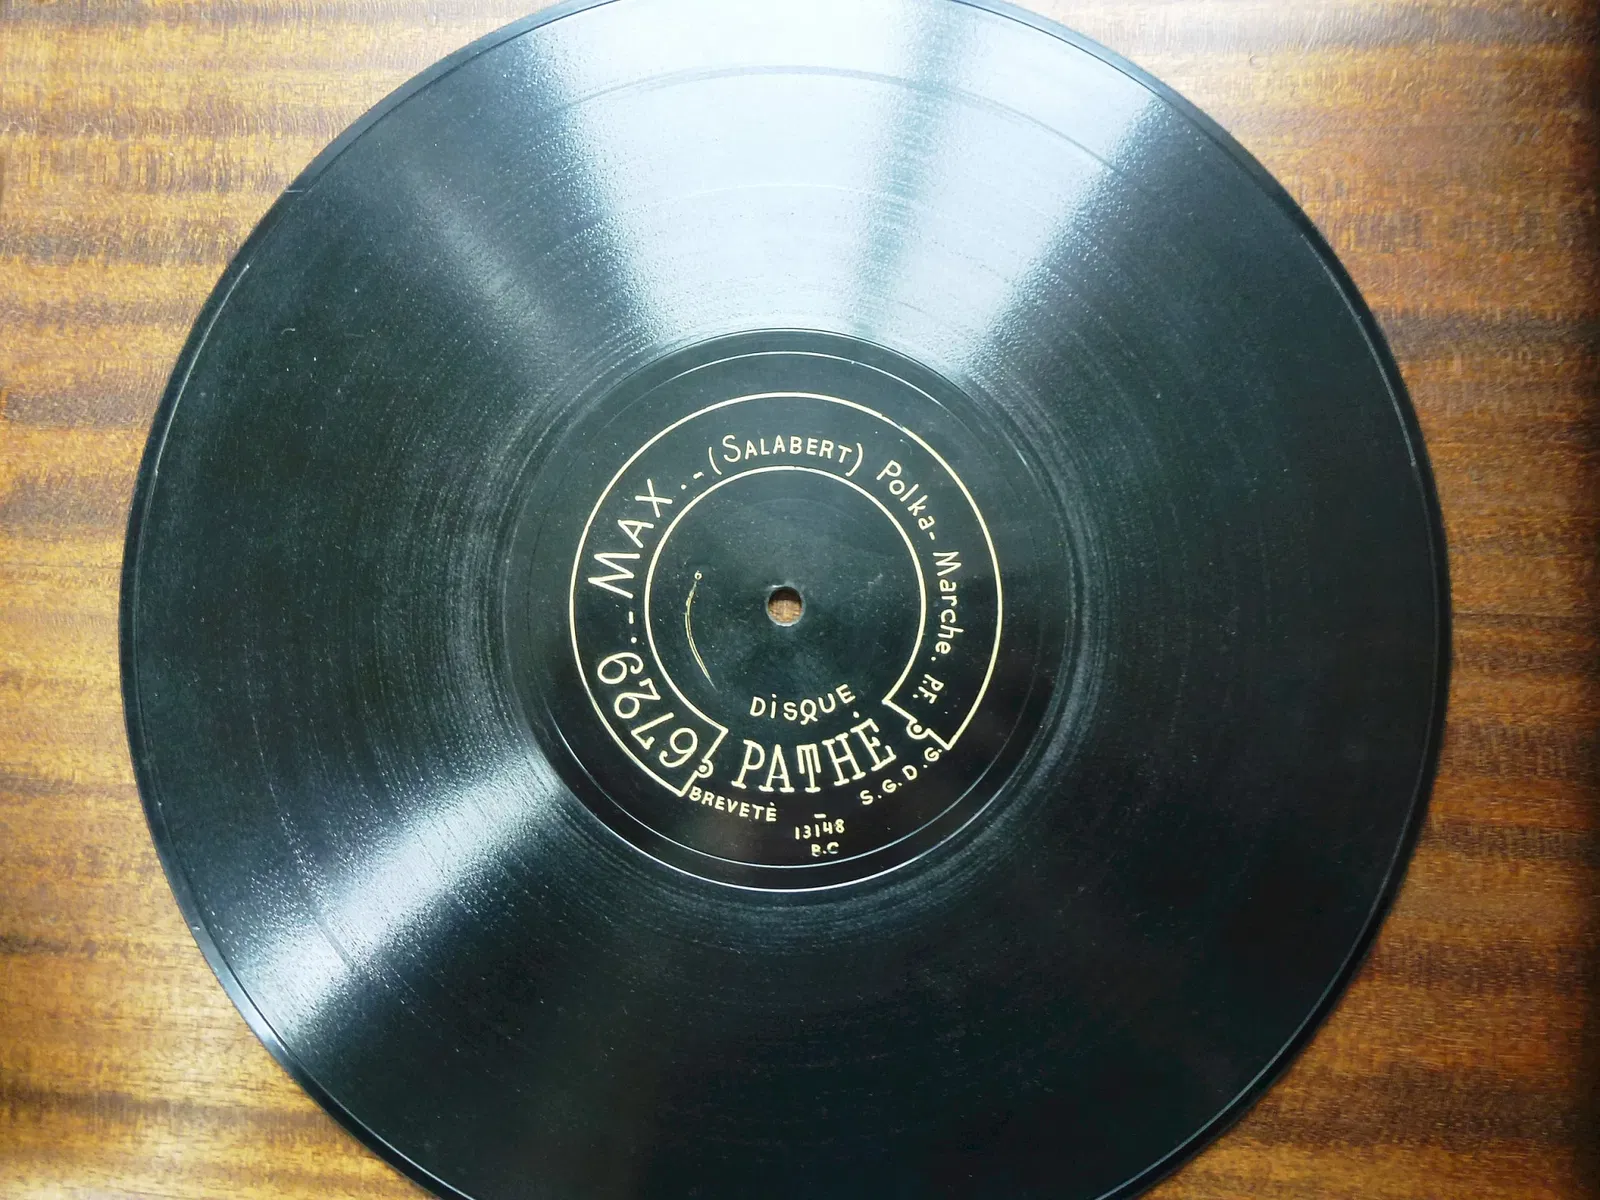 6729.-- MAX.-- (SALABERT) Polka-Marche. P.F.
DiSQUE
PATHÉ
BREVETÉ S.G.D.G.
13148
B.C